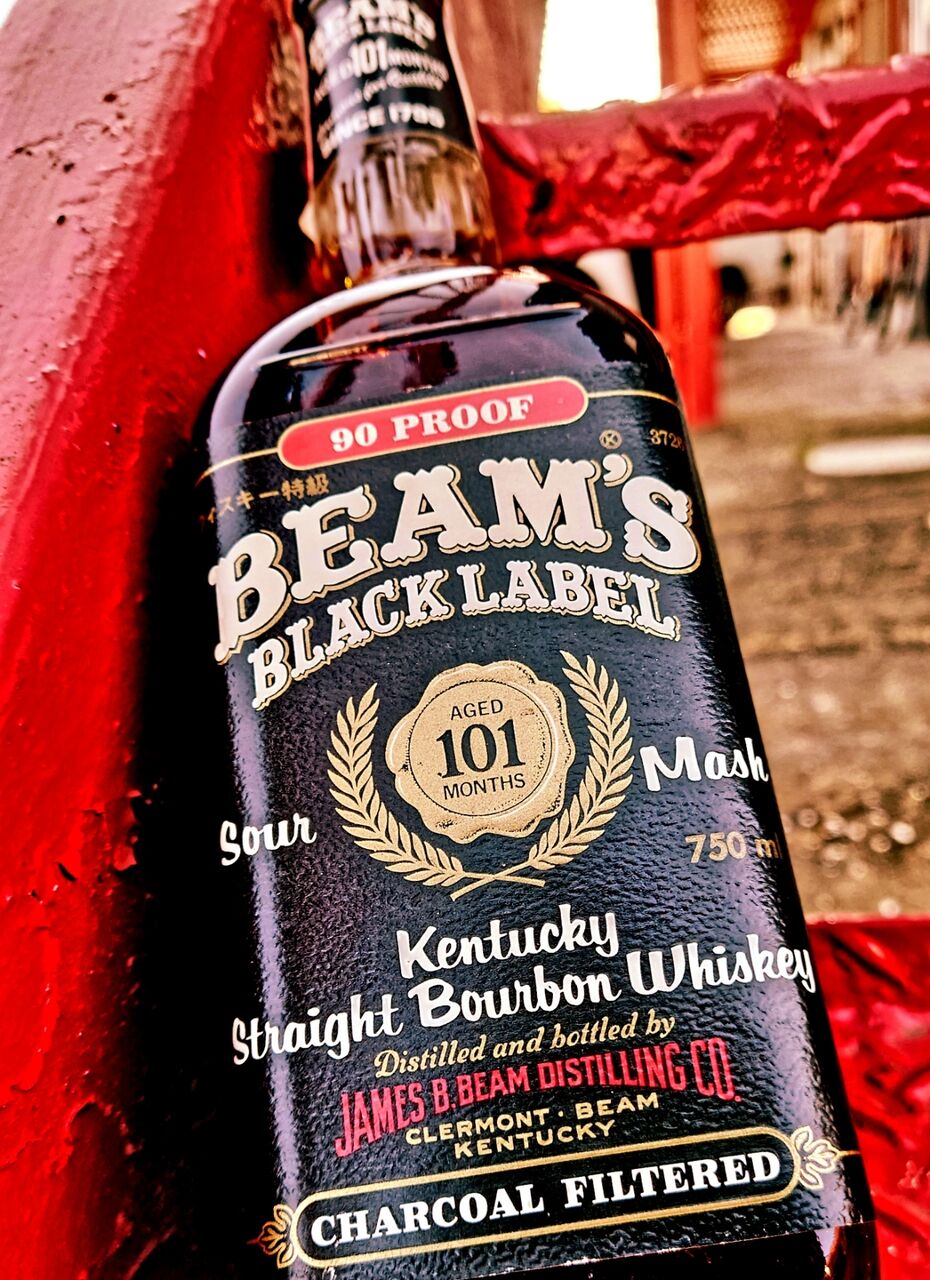 BEAM'S
101 MONTHS
SINCE 1795
90 PROOF
®
ウイスキー特級
BEAM'S
BLACK LABEL
AGED
101
MONTHS
Sour Mash
750 ml
Kentucky
Straight Bourbon Whiskey
Distilled and bottled by
JAMES B. BEAM DISTILLING CO.
CLERMONT · BEAM
KENTUCKY
CHARCOAL FILTERED